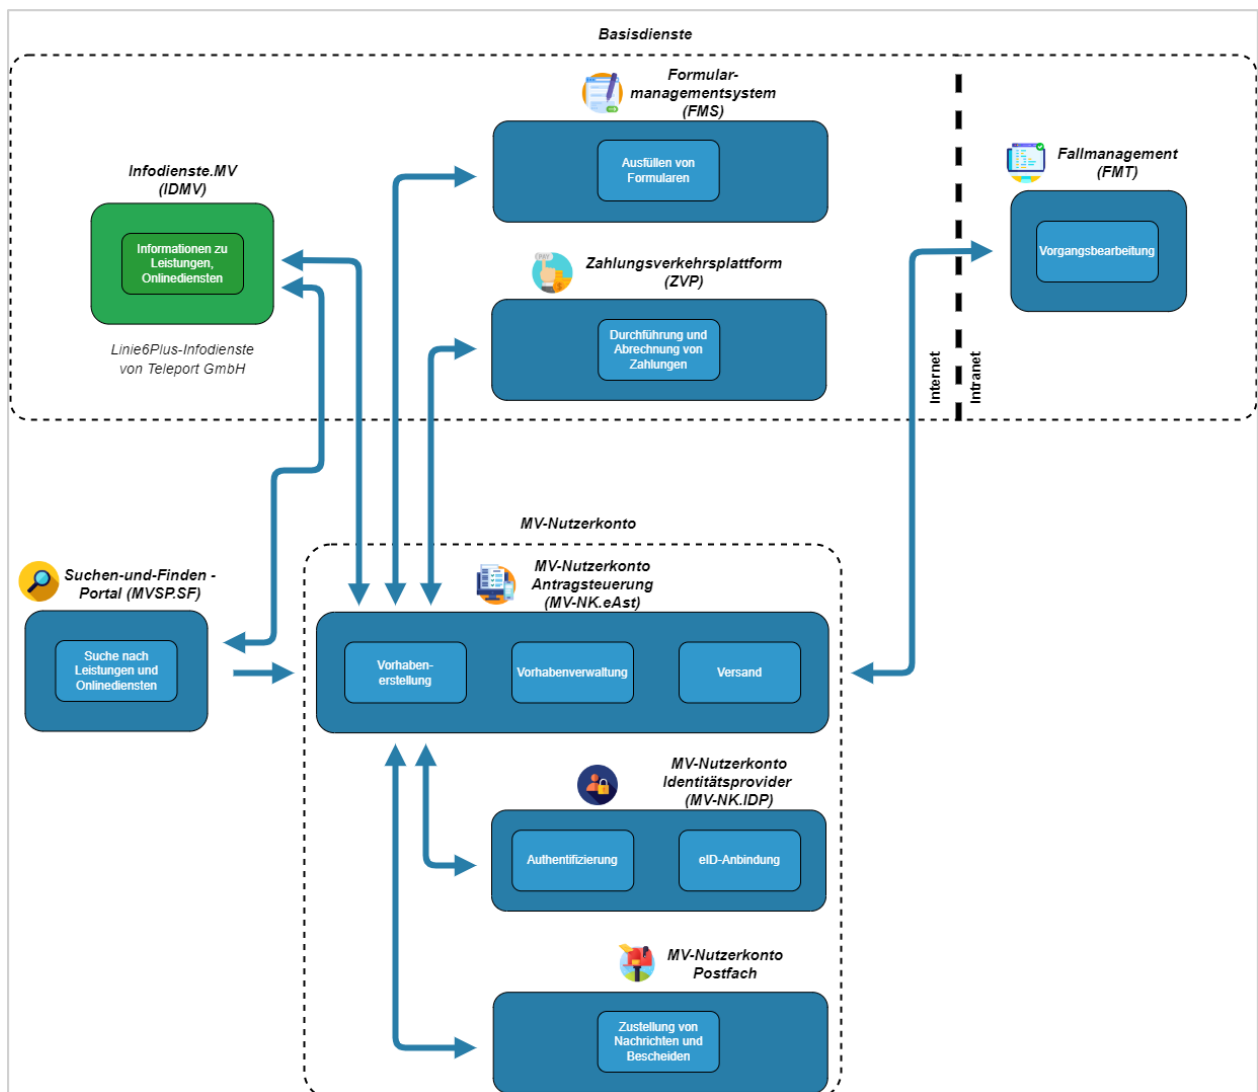 Basisdienste
Formular-
managementsystem
(FMS)
Ausfüllen von
Formularen
Infodienste.MV
(IDMV)
Informationen zu
Leistungen,
Onlinediensten
Linie6Plus-Infodienste
von Teleport GmbH
Zahlungsverkehrsplattform
(ZVP)
Durchführung und
Abrechnung von
Zahlungen
Internet
Intranet
Fallmanagement
(FMT)
Vorgangsbearbeitung
MV-Nutzerkonto
Suchen-und-Finden -
Portal (MVSP.SF)
Suche nach
Leistungen und
Onlinediensten
MV-Nutzerkonto
Antragsteuerung
(MV-NK.eAst)
Vorhaben-
erstellung
Vorhabenverwaltung
Versand
MV-Nutzerkonto
Identitätsprovider
(MV-NK.IDP)
Authentifizierung
eID-Anbindung
MV-Nutzerkonto
Postfach
Zustellung von
Nachrichten und
Bescheiden